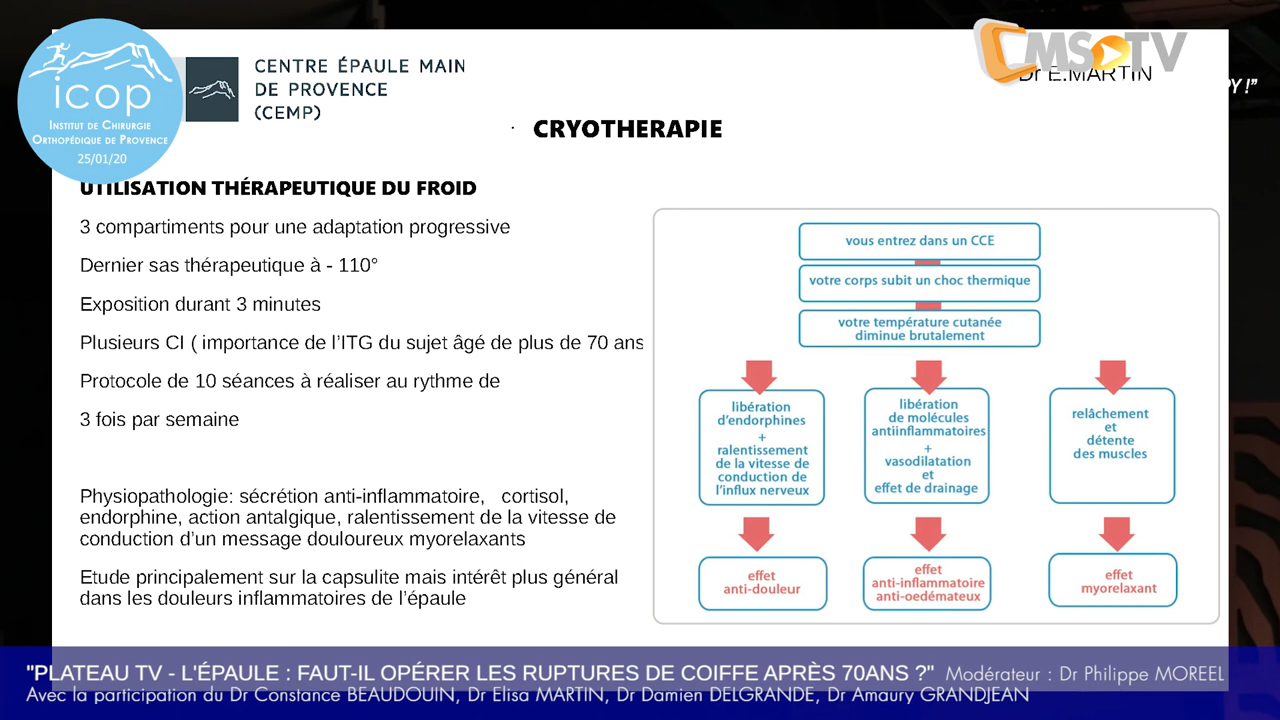 icop
INSTITUT DE CHIRURGIE
ORTHOPÉDIQUE DE PROVENCE
25/01/20
CENTRE ÉPAULE MAIN
DE PROVENCE
(CEMP)
CMS TV
Dr E.MARTIN
!"
· CRYOTHERAPIE
UTILISATION THÉRAPEUTIQUE DU FROID
3 compartiments pour une adaptation progressive
Dernier sas thérapeutique à - 110°
Exposition durant 3 minutes
Plusieurs CI ( importance de l'ITG du sujet âgé de plus de 70 ans
Protocole de 10 séances à réaliser au rythme de
3 fois par semaine
Physiopathologie: sécrétion anti-inflammatoire, cortisol,
endorphine, action antalgique, ralentissement de la vitesse de
conduction d'un message douloureux myorelaxants
Etude principalement sur la capsulite mais intérêt plus général
dans les douleurs inflammatoires de l'épaule
vous entrez dans un CCE
votre corps subit un choc thermique
votre température cutanée
diminue brutalement
libération
d'endorphines
+
ralentissement
de la vitesse de
conduction de
l'influx nerveux
libération
de molécules
antiinflammatoires
+
vasodilatation
et
effet de drainage
relâchement
et
détente
des muscles
effet
anti-douleur
effet
anti-inflammatoire
anti-oedémateux
effet
myorelaxant
"PLATEAU TV - L'ÉPAULE : FAUT-IL OPÉRER LES RUPTURES DE COIFFE APRÈS 70ANS ?" Modérateur : Dr Philippe MOREEL
Avec la participation du Dr Constance BEAUDOUIN, Dr Elisa MARTIN, Dr Damien DELGRANDE, Dr Amaury GRANDJEAN